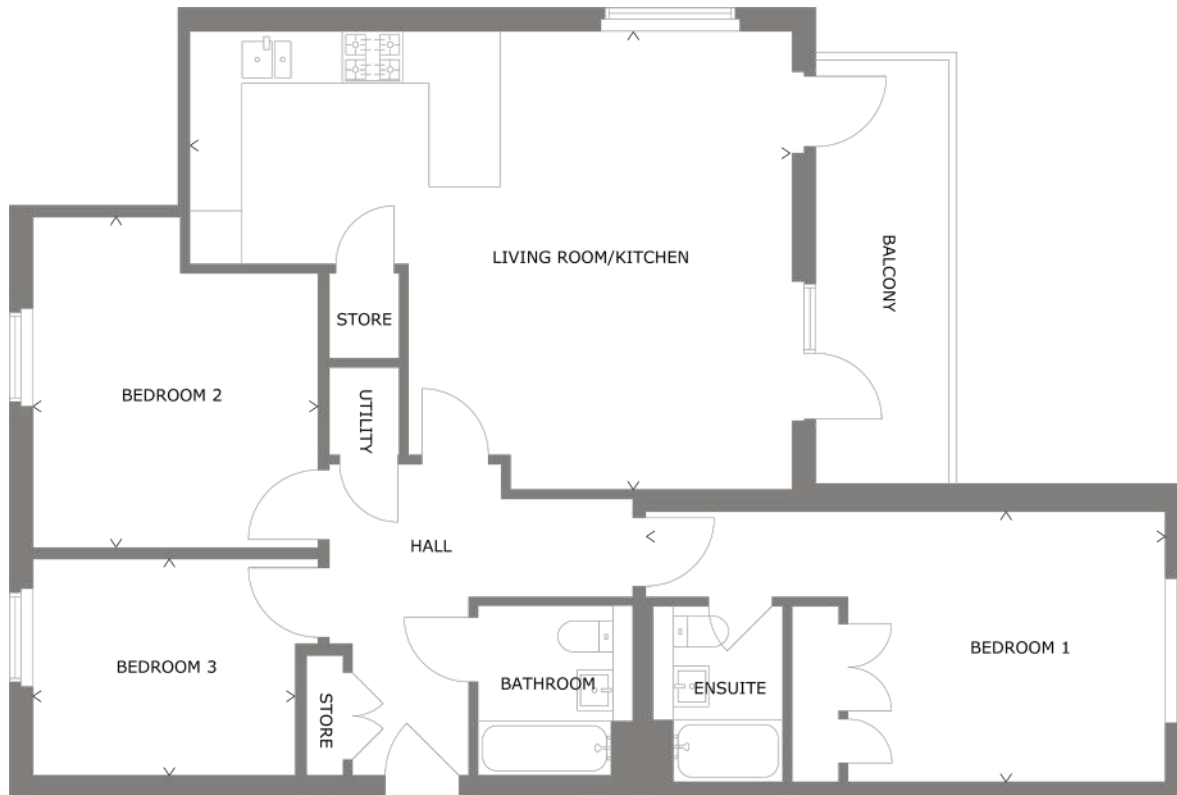 LIVING ROOM/KITCHEN
BALCONY
STORE
BEDROOM 2
UTILITY
HALL
BEDROOM 3
STORE
BATHROOM
ENSUITE
BEDROOM 1